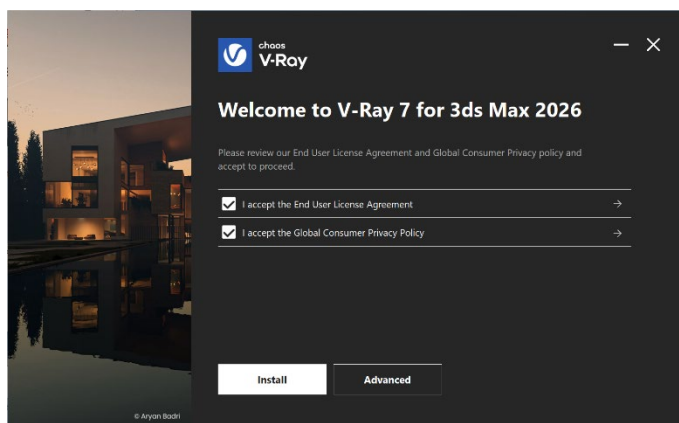 chaos
V-Ray
Welcome to V-Ray 7 for 3ds Max 2026
Please review our End User License Agreement and Global Consumer Privacy policy and
accept to proceed.
I accept the End User License Agreement
I accept the Global Consumer Privacy Policy
Install
Advanced
© Aryan Badri